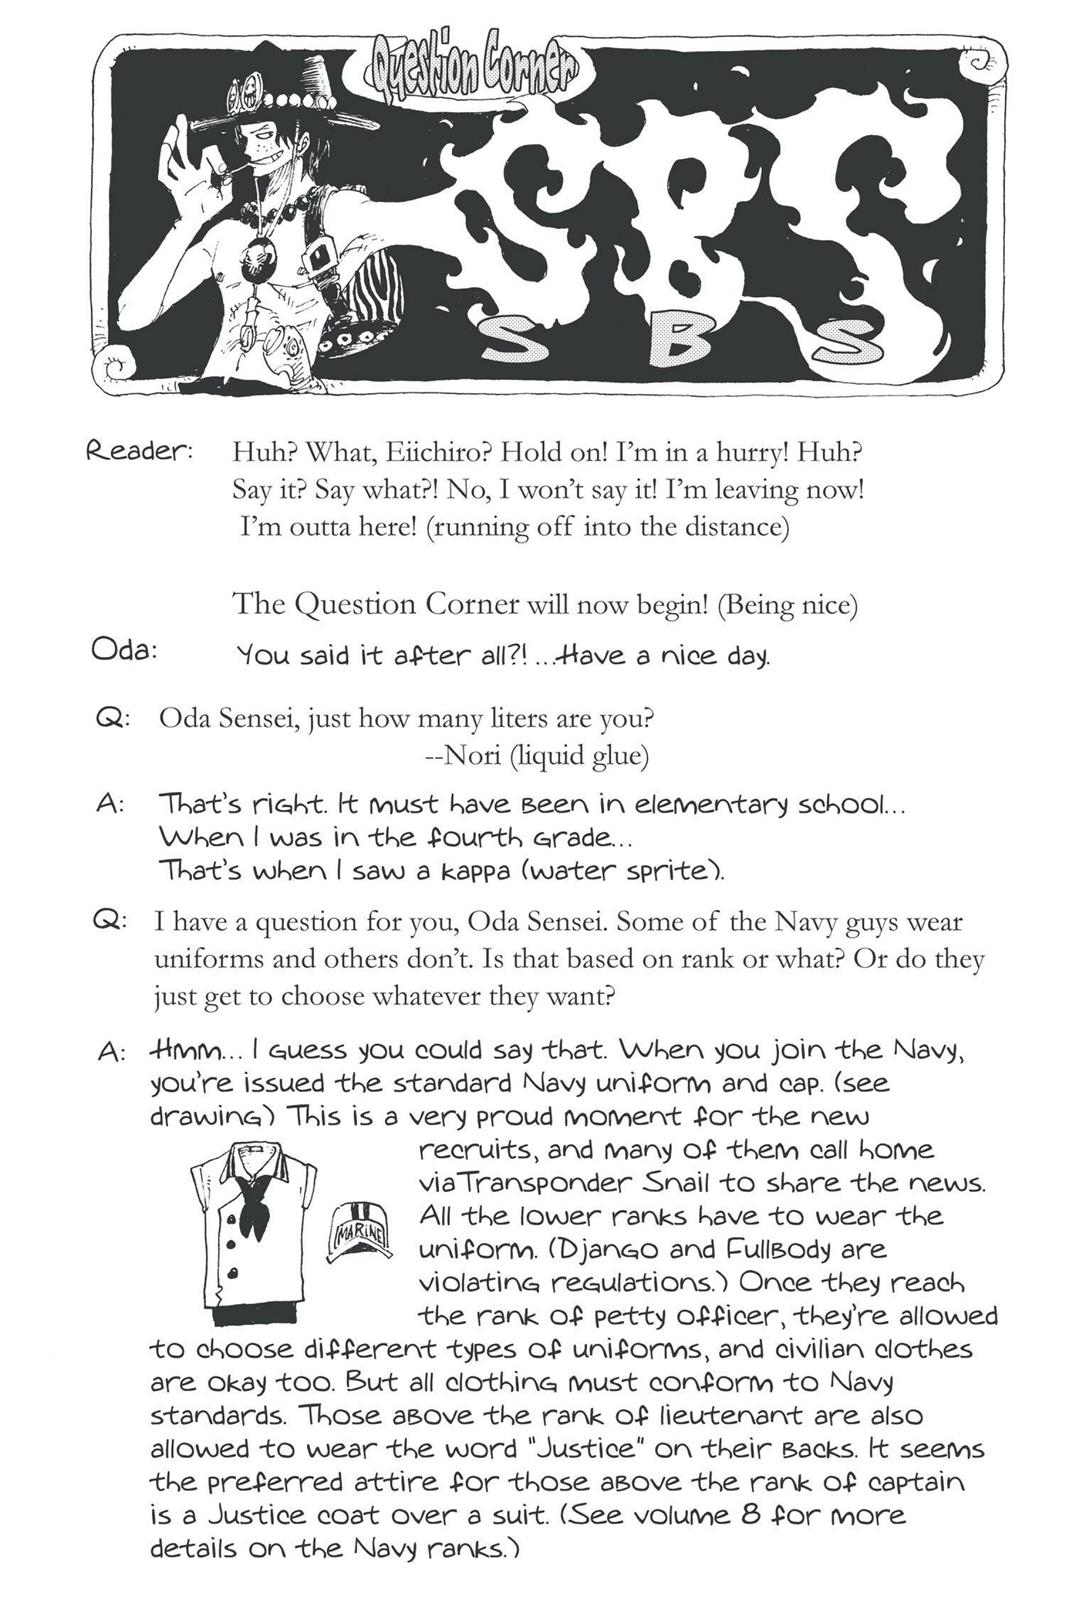 Question Corner
SBS
S B S
Reader: Huh? What, Eiichiro? Hold on! I'm in a hurry! Huh?
Say it? Say what?! No, I won't say it! I'm leaving now!
I'm outta here! (running off into the distance)
The Question Corner will now begin! (Being nice)
Oda: You said it after all?! ...Have a nice day.
Q: Oda Sensei, just how many liters are you?
--Nori (liquid glue)
A: That's right. It must have been in elementary school...
When I was in the fourth grade...
That's when I saw a kappa (water sprite).
Q: I have a question for you, Oda Sensei. Some of the Navy guys wear
uniforms and others don't. Is that based on rank or what? Or do they
just get to choose whatever they want?
A: Hmm... I guess you could say that. When you join the Navy,
you're issued the standard Navy uniform and cap. (see
drawing) This is a very proud moment for the new
recruits, and many of them call home
via Transponder Snail to share the news.
All the lower ranks have to wear the
uniform. (Django and Fullbody are
violating regulations.) Once they reach
the rank of petty officer, they're allowed
MARINE
to choose different types of uniforms, and civilian clothes
are okay too. But all clothing must conform to Navy
standards. Those above the rank of lieutenant are also
allowed to wear the word "Justice" on their backs. It seems
the preferred attire for those above the rank of captain
is a Justice coat over a suit. (See volume 8 for more
details on the Navy ranks.)